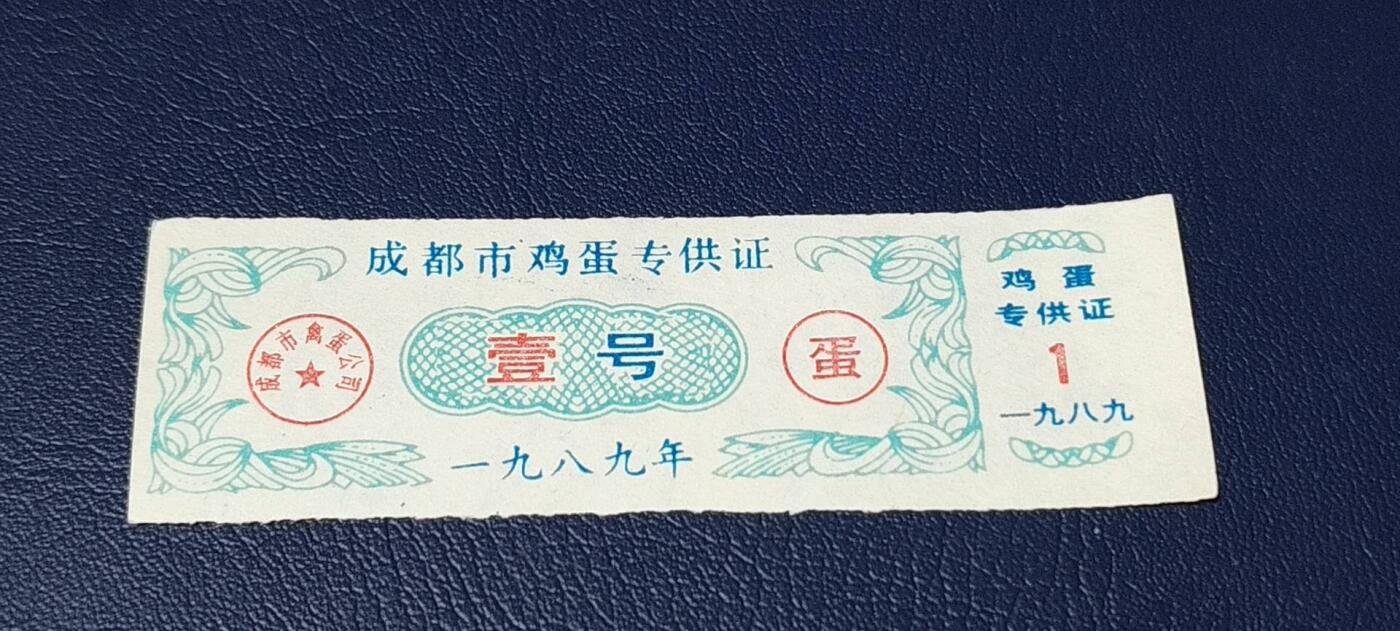 成都市鸡蛋专供证
成都市禽蛋公司
壹号
蛋
一九八九年
鸡蛋
专供证
1
一九八九